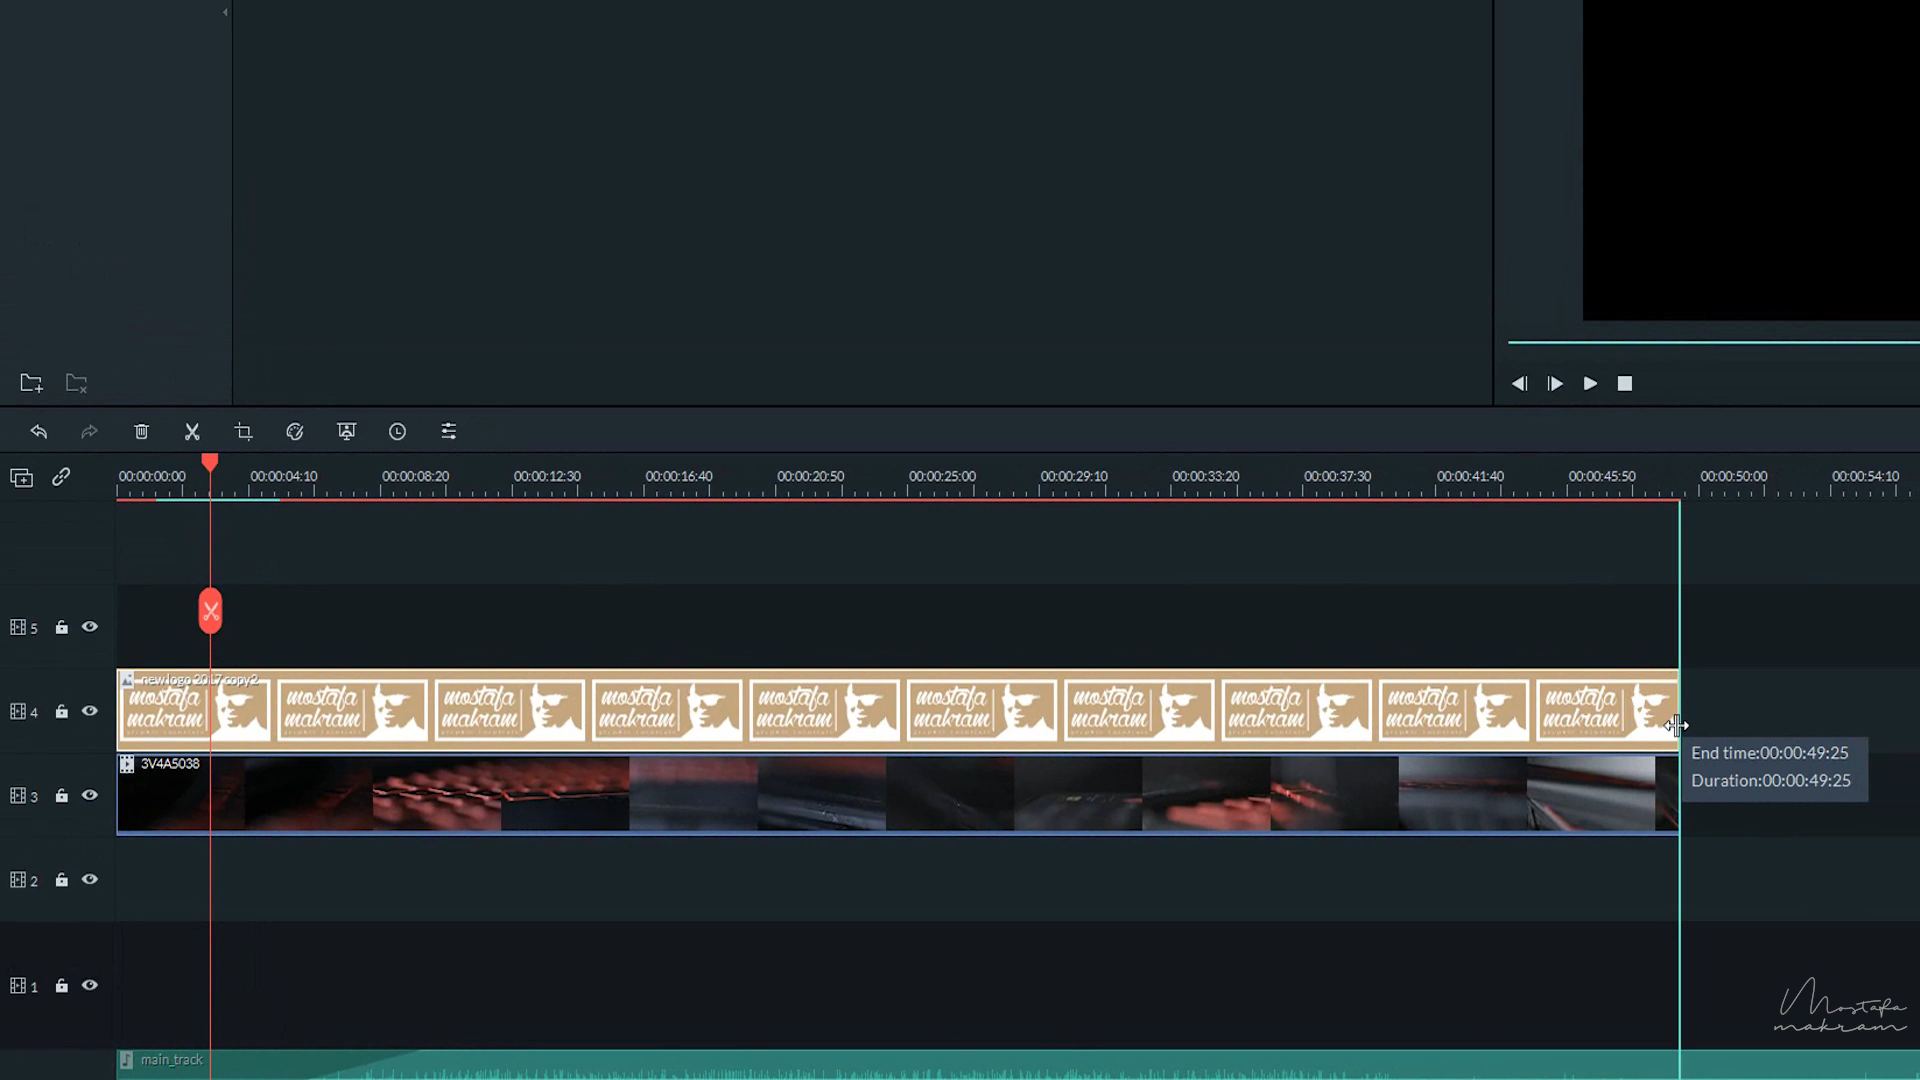 00:00:00:00 00:00:04:10 00:00:08:20 00:00:12:30 00:00:16:40 00:00:20:50 00:00:25:00 00:00:29:10 00:00:33:20 00:00:37:30 00:00:41:40 00:00:45:50 00:00:50:00 00:00:54:10
5
new logo 2017 copy2
mostafa mostafa mostafa mostafa mostafa mostafa mostafa mostafa mostafa mostafa
makram makram makram makram makram makram makram makram makram makram
4
End time:00:00:49:25
Duration:00:00:49:25
3V4A5038
3
2
1
Mostafa
makram
main_track